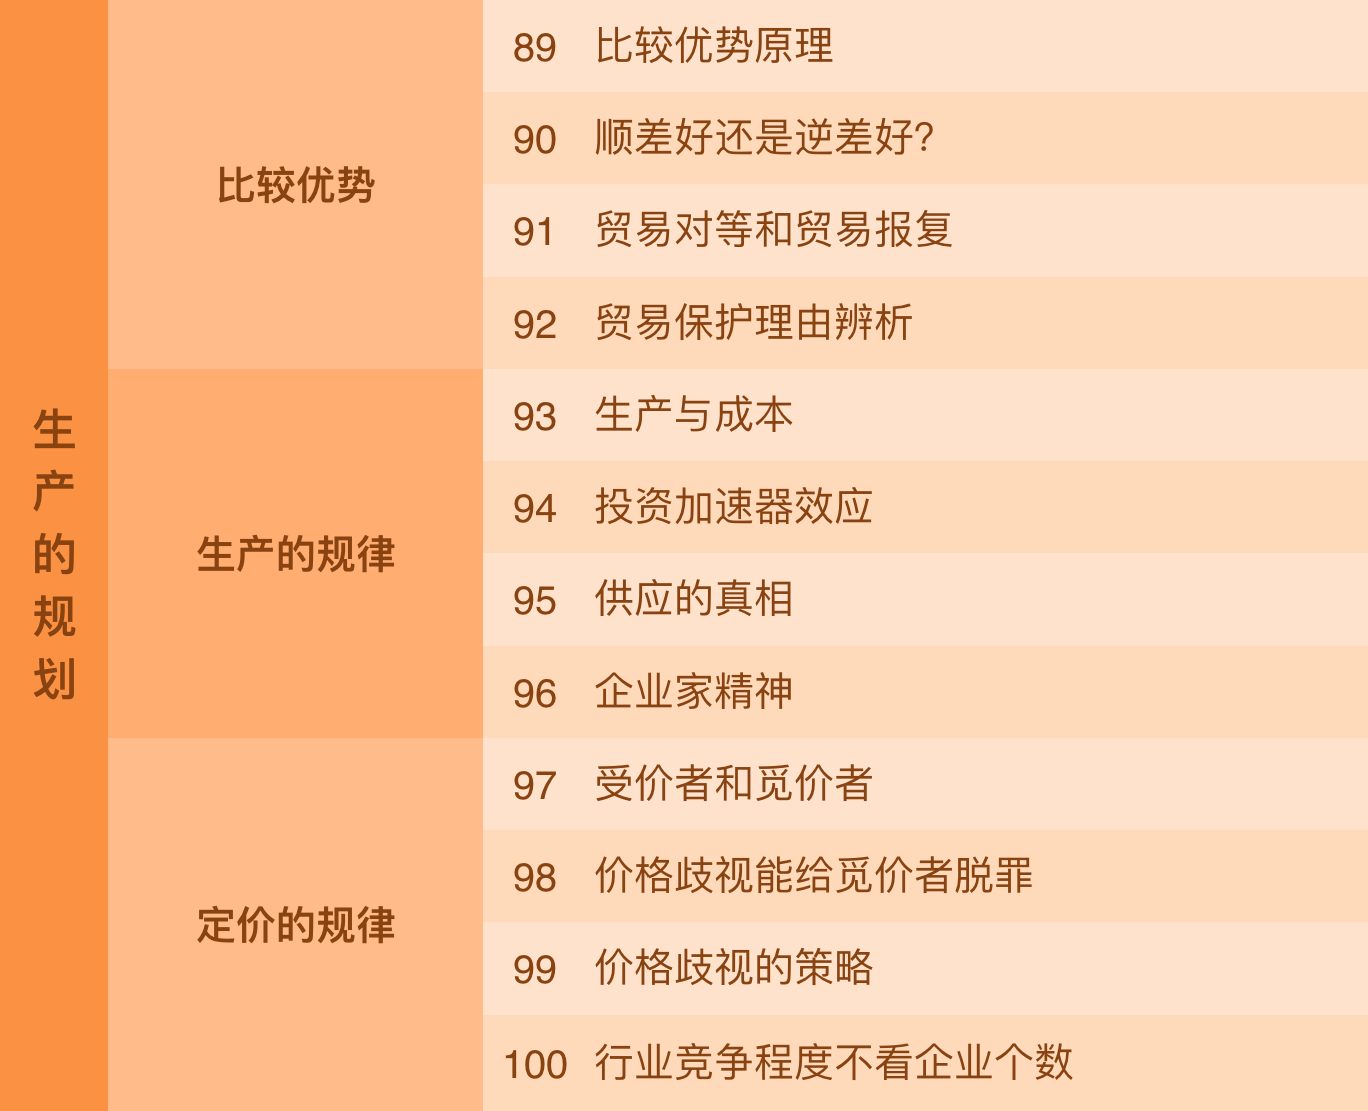 生产的规划
比较优势
89 比较优势原理
90 顺差好还是逆差好?
91 贸易对等和贸易报复
92 贸易保护理由辨析
生产的规律
93 生产与成本
94 投资加速器效应
95 供应的真相
96 企业家精神
定价的规律
97 受价者和觅价者
98 价格歧视能给觅价者脱罪
99 价格歧视的策略
100 行业竞争程度不看企业个数